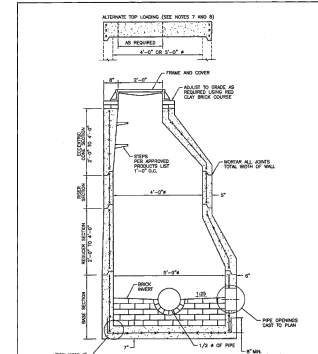 ALTERNATE TOP LOADING (SEE NOTES 7 AND 8)
AS REQUIRED
4'-0" OR 5'-0" ø
8"
2'-0"
FRAME AND COVER
ADJUST TO GRADE AS
REQUIRED USING RED
CLAY BRICK COURSE
ECCENTRIC
CONE SECTION
2'-0" TO 4'-0"
STEPS
PER APPROVED
PRODUCTS LIST
1'-0" O.C.
MORTAR ALL JOINTS
TOTAL WIDTH OF WALL
RISER
SECTION
4'-0"ø
5"
REDUCER SECTION
2'-0" TO 4'-0"
5'-0"ø
6"
BASE SECTION
BRICK
INVERT
1:25
PIPE OPENINGS
CAST TO PLAN
1/2 ø OF PIPE
7"
8" MIN.